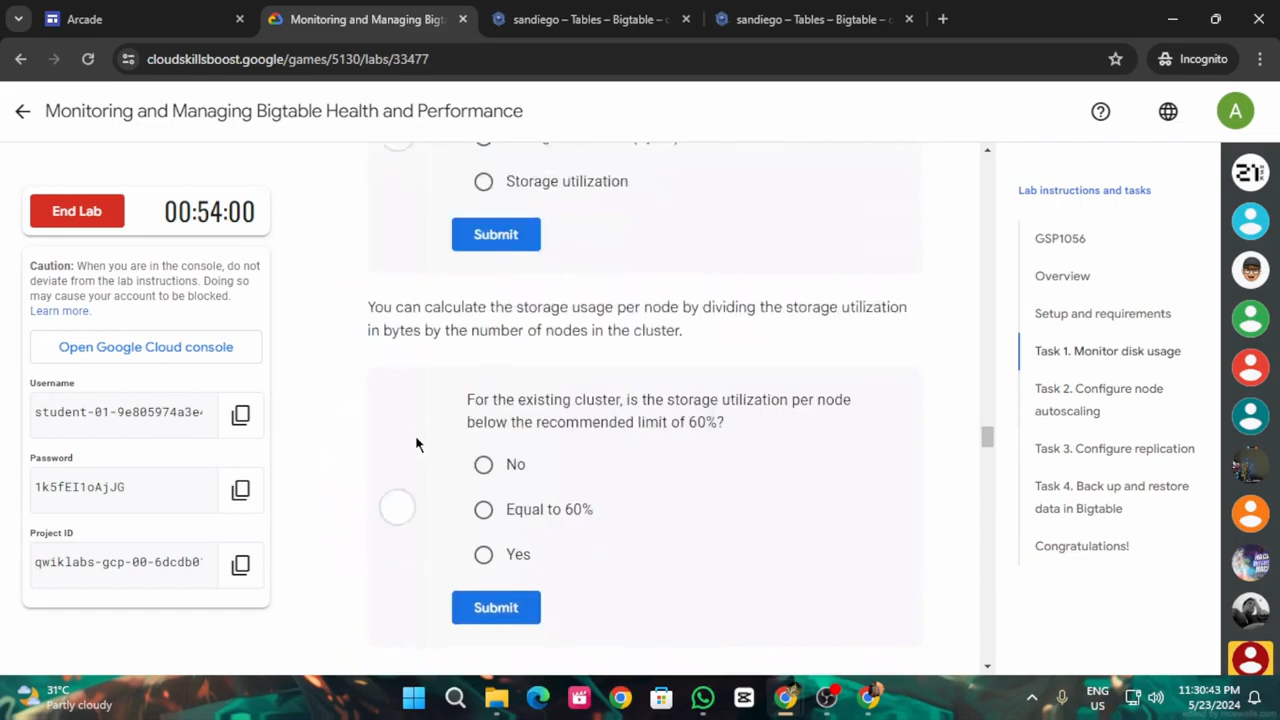 Arcade
Monitoring and Managing Bigt
sandiego – Tables – Bigtable –
sandiego – Tables – Bigtable –
cloudskillsboost.google/games/5130/labs/33477
Incognito
Monitoring and Managing Bigtable Health and Performance
A
End Lab
00:54:00
Caution: When you are in the console, do not
deviate from the lab instructions. Doing so
may cause your account to be blocked.
Learn more.
Open Google Cloud console
Username
student-01-9e805974a3e
Password
1k5fEI1oAjJG
Project ID
qwiklabs-gcp-00-6dcdb0
Storage utilization
Submit
You can calculate the storage usage per node by dividing the storage utilization
in bytes by the number of nodes in the cluster.
For the existing cluster, is the storage utilization per node
below the recommended limit of 60%?
No
Equal to 60%
Yes
Submit
Lab instructions and tasks
GSP1056
Overview
Setup and requirements
Task 1. Monitor disk usage
Task 2. Configure node
autoscaling
Task 3. Configure replication
Task 4. Back up and restore
data in Bigtable
Congratulations!
31°C
Partly cloudy
ENG
US
11:30:43 PM
5/23/2024